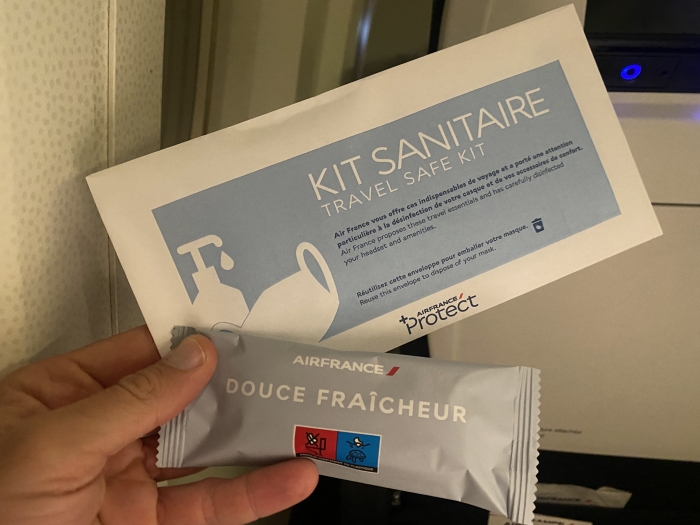 KIT SANITAIRE
TRAVEL SAFE KIT
Air France vous offre ces indispensables de voyage et a porté une attention
particulière à la désinfection de votre casque et de vos accessoires de confort.
Air France proposes these travel essentials and has carefully disinfected
your headset and amenities.
Réutilisez cette enveloppe pour emballer votre masque.
Reuse this envelope to dispose of your mask.
AIRFRANCE
Protect
AIRFRANCE
DOUCE FRAÎCHEUR
AIRFRANCE